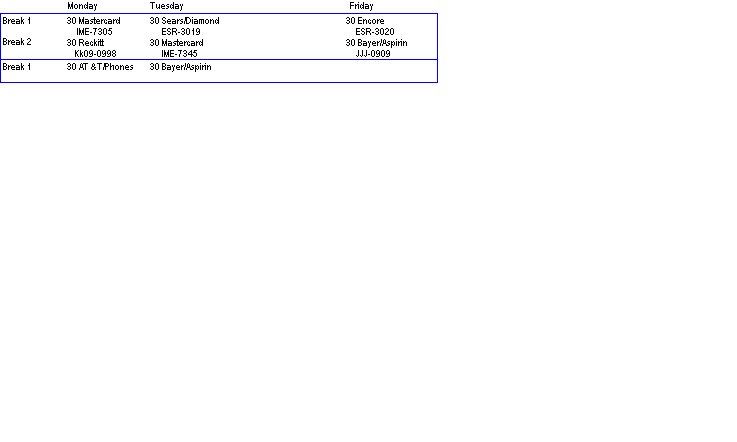 Monday Tuesday Friday
Break 1 30 Mastercard 30 Sears/Diamond 30 Encore
IME-7305 ESR-3019 ESR-3020
Break 2 30 Reckitt 30 Mastercard 30 Bayer/Aspirin
Kk09-0998 IME-7345 JJJ-0909
Break 1 30 AT &T/Phones 30 Bayer/Aspirin